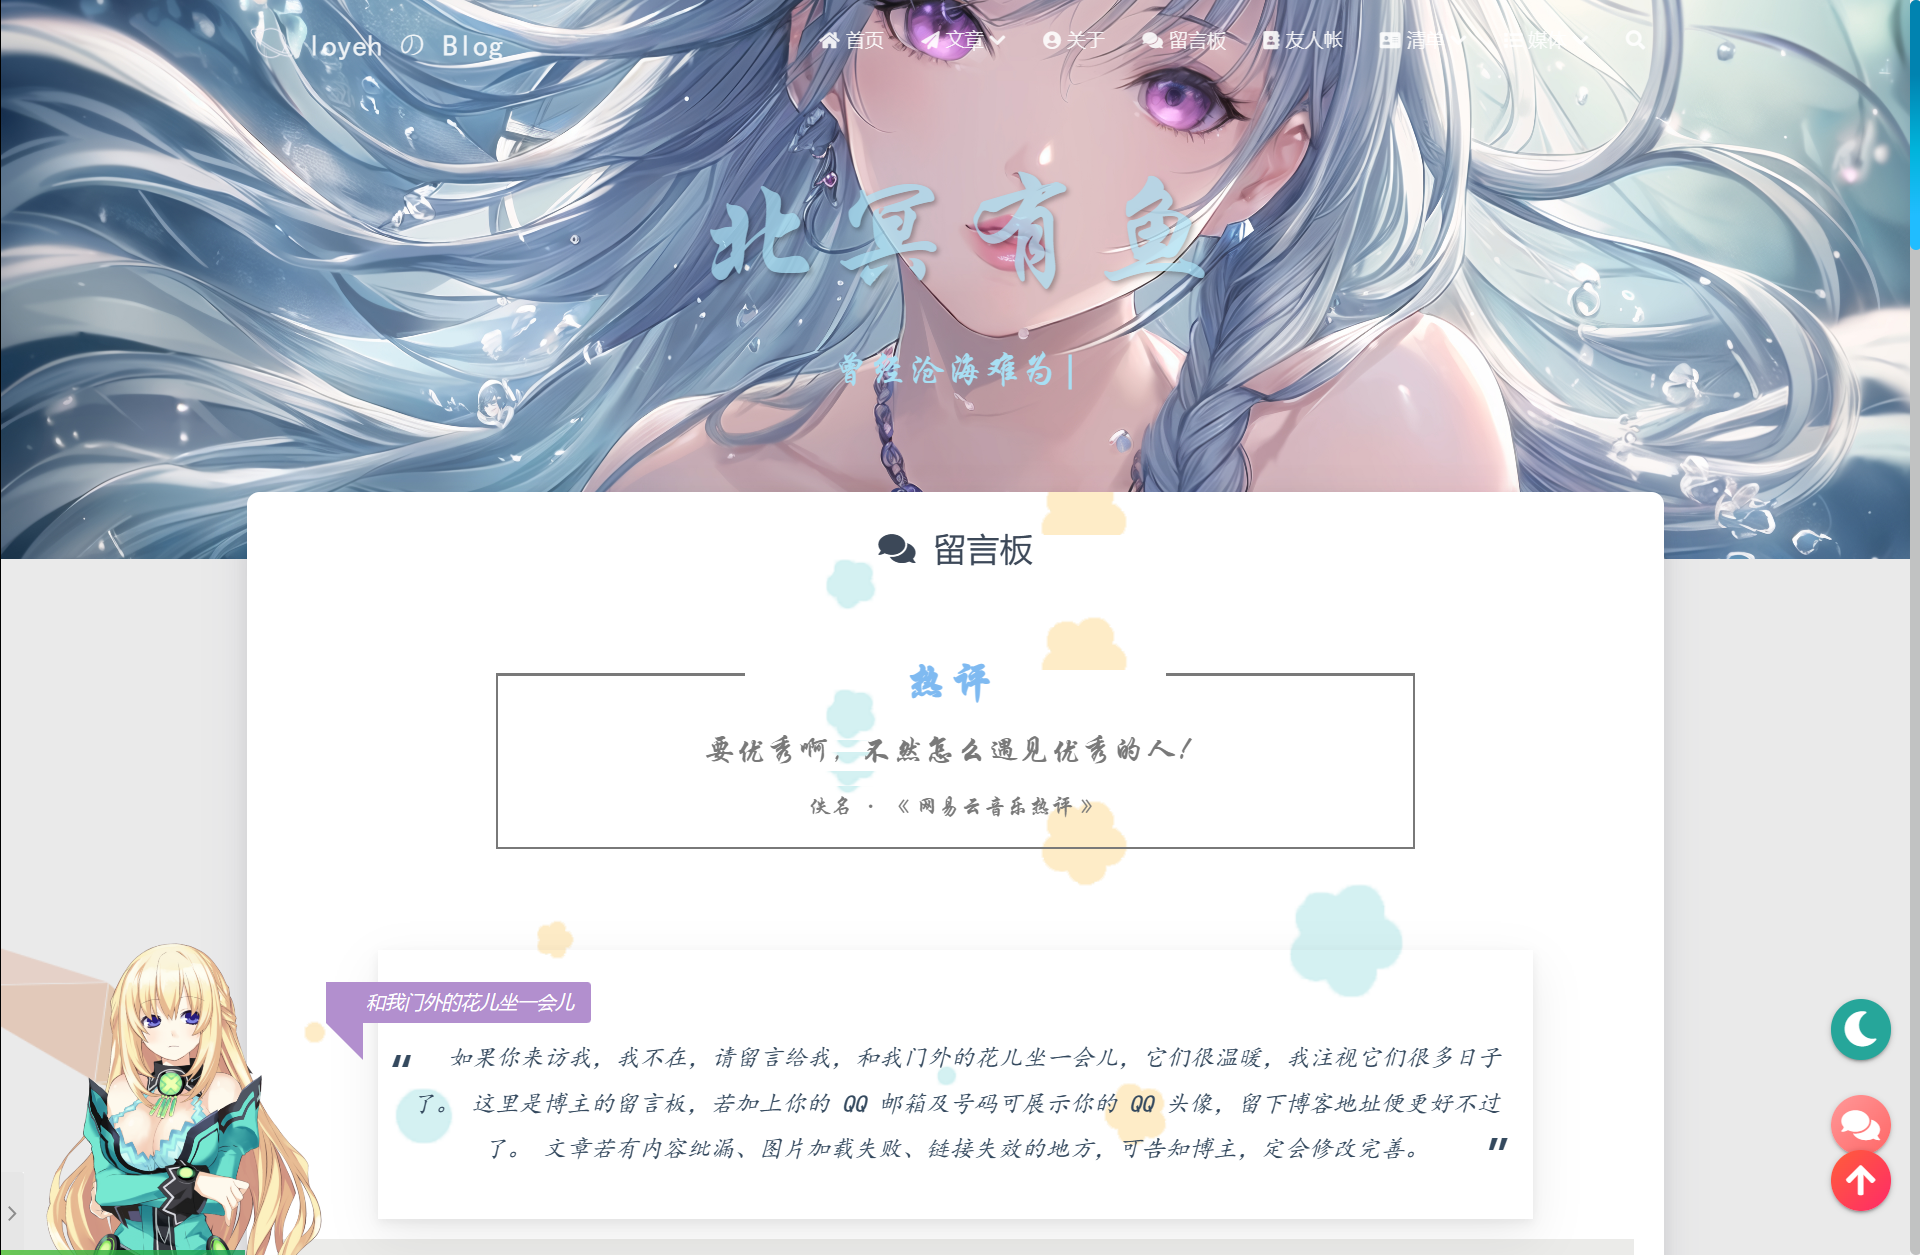 loyeh の Blog
首页 文章 关于 留言板 友人帐 清单 媒体
北冥有鱼
曾经沧海难为|
留言板
热评
要优秀啊，不然怎么遇见优秀的人！
佚名 · 《网易云音乐热评》
和我门外的花儿坐一会儿
“ 如果你来访我，我不在，请留言给我，和我门外的花儿坐一会儿，它们很温暖，我注视它们很多日子
了。 这里是博主的留言板，若加上你的 QQ 邮箱及号码可展示你的 QQ 头像，留下博客地址便更好不过
了。 文章若有内容纰漏、图片加载失败、链接失效的地方，可告知博主，定会修改完善。 ”